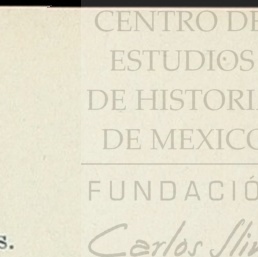 CENTRO DE
ESTUDIOS
DE HISTORI
DE MEXICO
FUNDACIÓ
Carlos Slim
s.